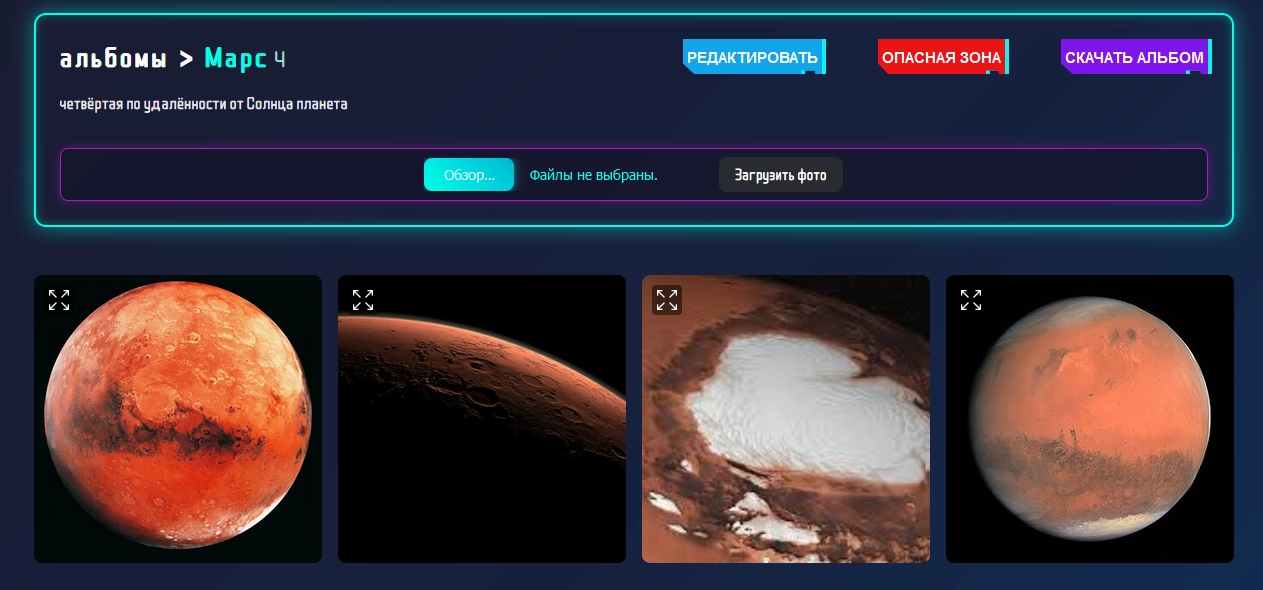 альбомы > Марс 4
РЕДАКТИРОВАТЬ
ОПАСНАЯ ЗОНА
СКАЧАТЬ АЛЬБОМ
четвёртая по удалённости от Солнца планета
Обзор... Файлы не выбраны.
Загрузить фото